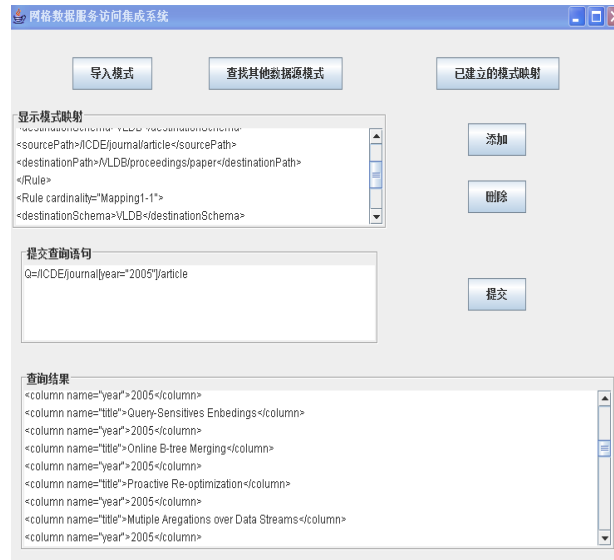 网格数据服务访问集成系统
导入模式
查找其他数据源模式
已建立的模式映射
显示模式映射
<destinationSchema>VLDB</destinationSchema>
<sourcePath>/ICDE/journal/article</sourcePath>
<destinationPath>/VLDB/proceedings/paper</destinationPath>
</Rule>
<Rule cardinality="Mapping1-1">
<destinationSchema>VLDB</destinationSchema>
添加
删除
提交查询语句
Q=/ICDE/journal[year="2005"]/article
提交
查询结果
<column name="year">2005</column>
<column name="title">Query-Sensitives Enbedings</column>
<column name="year">2005</column>
<column name="title">Online B-tree Merging</column>
<column name="year">2005</column>
<column name="title">Proactive Re-optimization</column>
<column name="year">2005</column>
<column name="title">Mutiple Aregations over Data Streams</column>
<column name="year">2005</column>